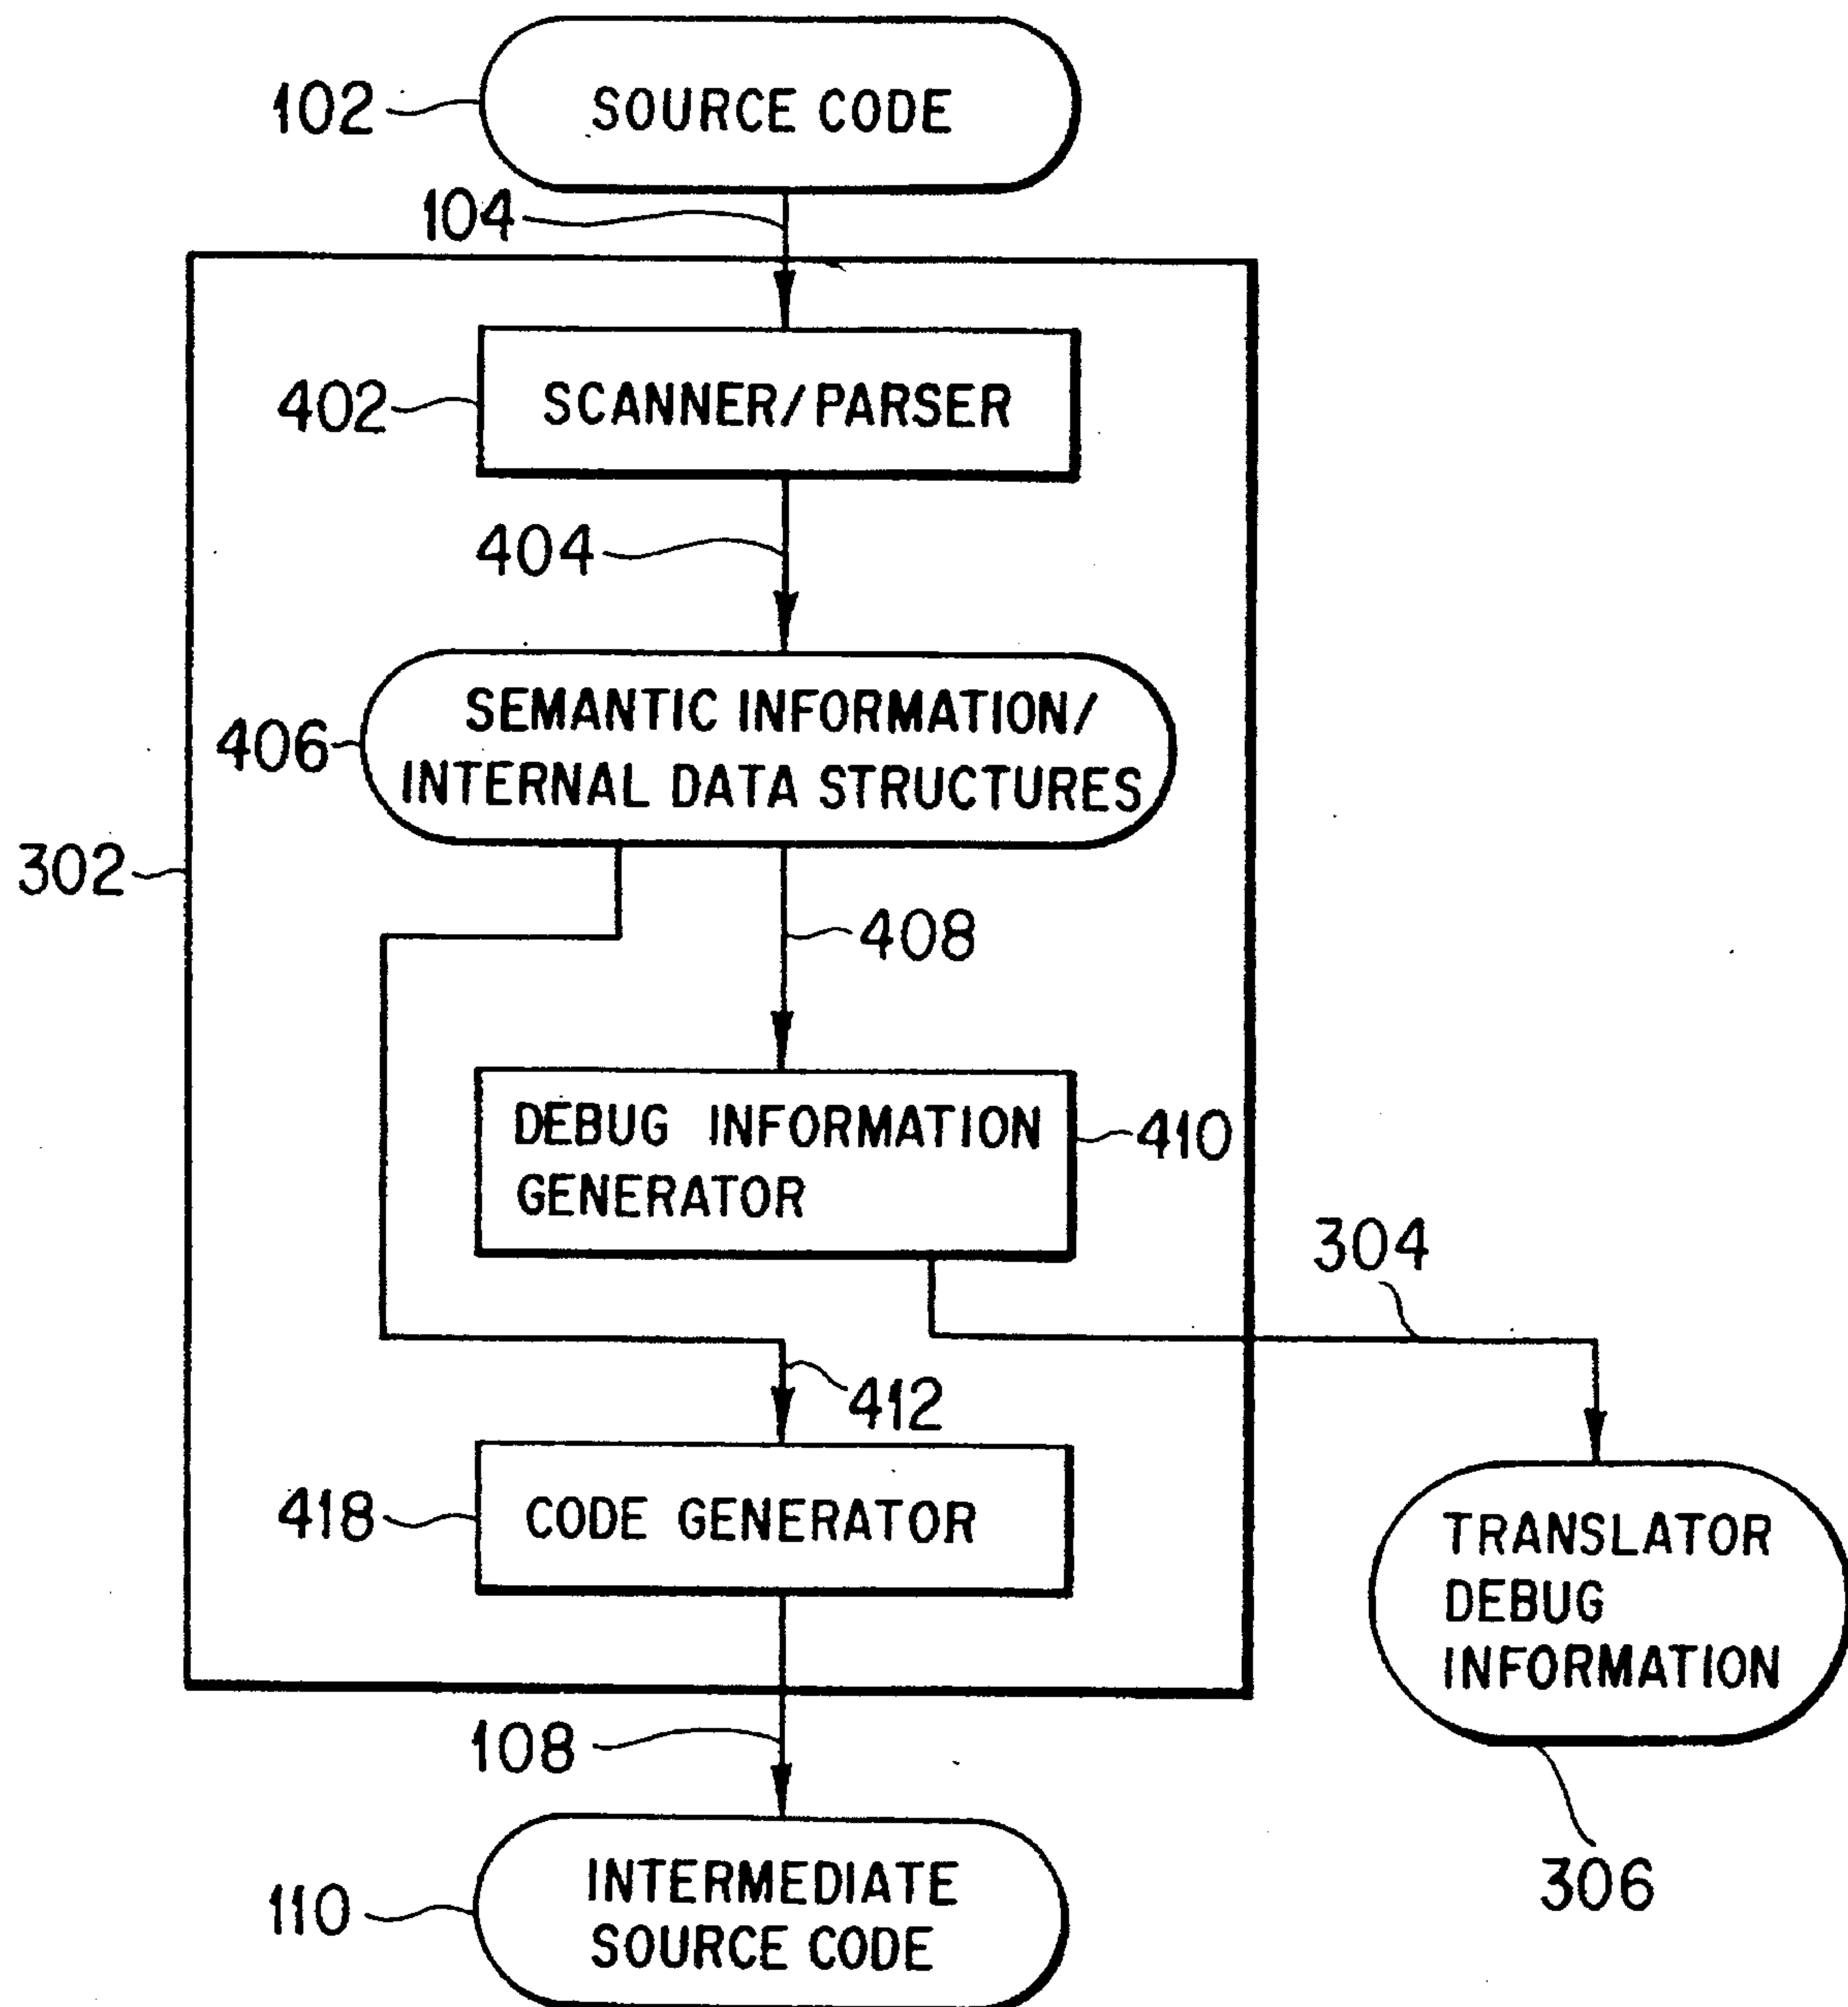 102
SOURCE CODE
104
402
SCANNER/PARSER
404
406
SEMANTIC INFORMATION/
INTERNAL DATA STRUCTURES
302
408
DEBUG INFORMATION
GENERATOR
410
304
412
418
CODE GENERATOR
TRANSLATOR
DEBUG
INFORMATION
108
306
110
INTERMEDIATE
SOURCE CODE